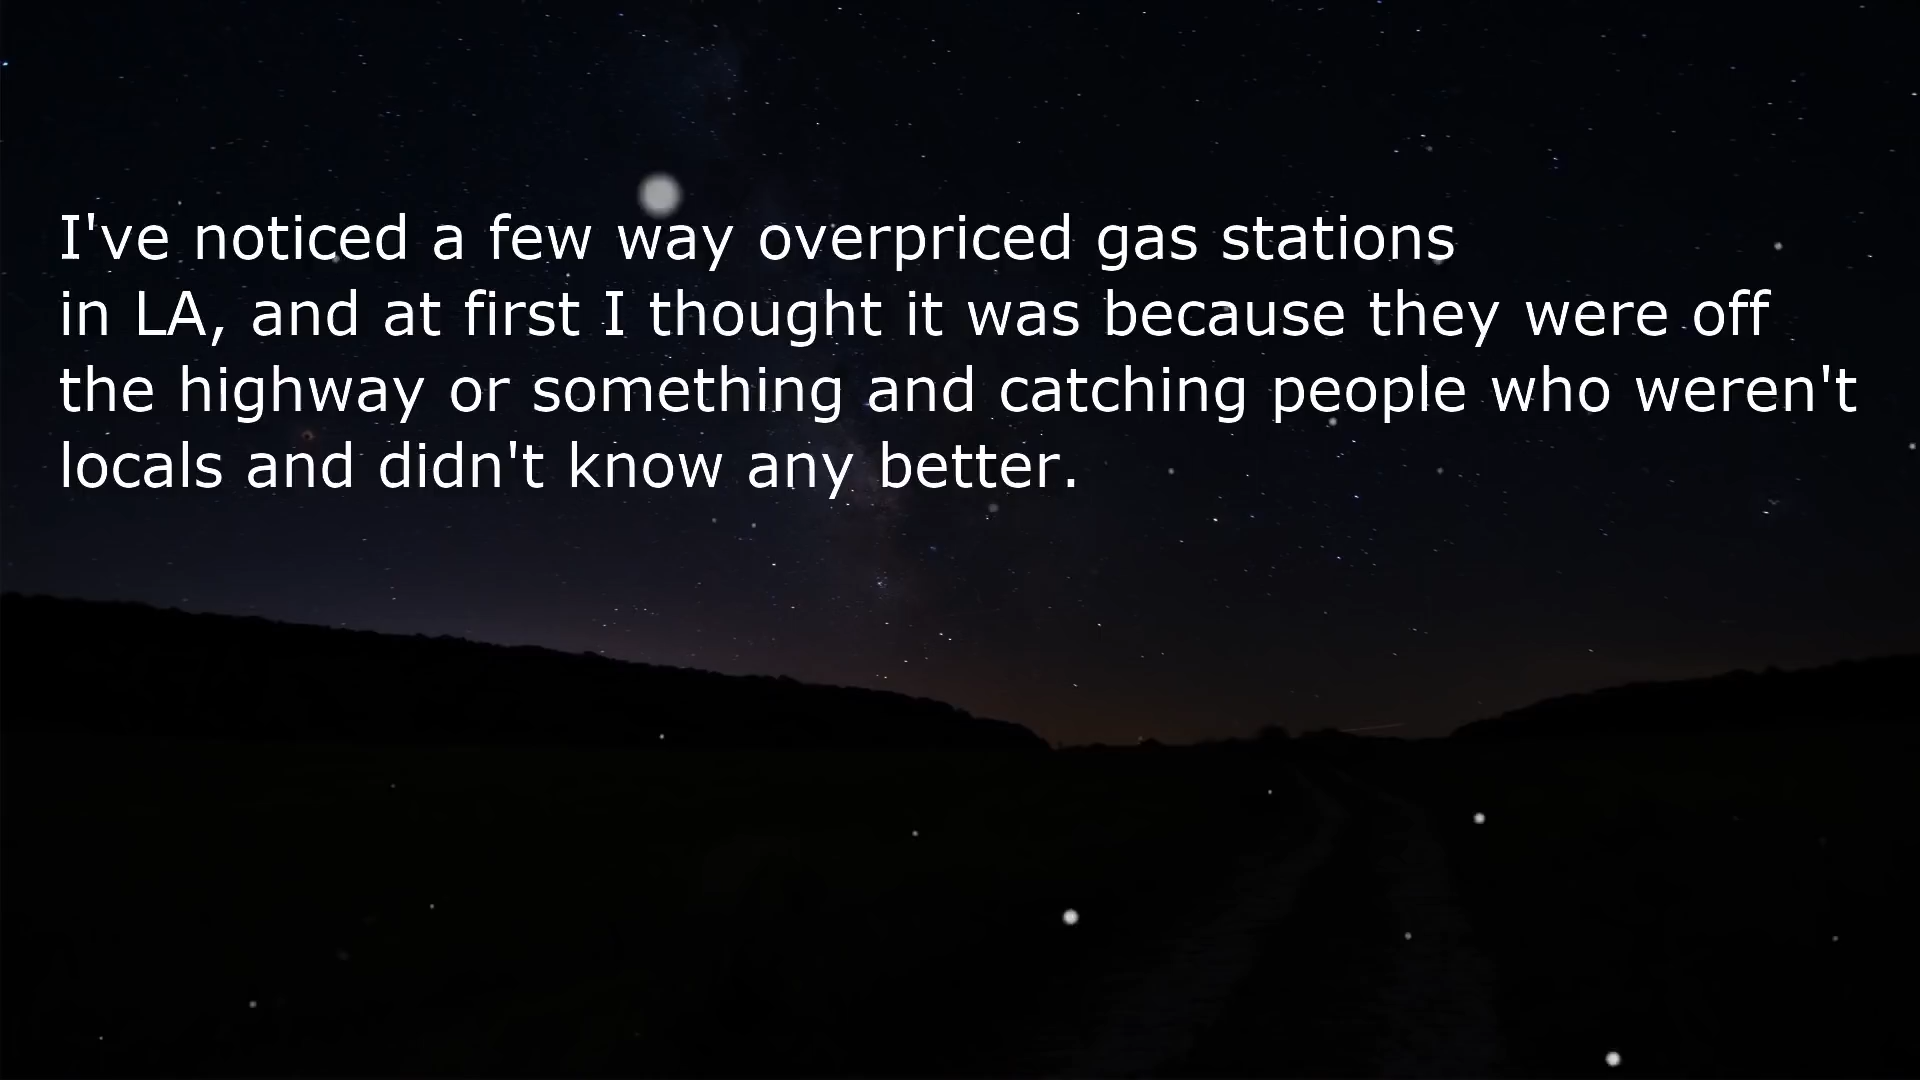 I've noticed a few way overpriced gas stations
in LA, and at first I thought it was because they were off
the highway or something and catching people who weren't
locals and didn't know any better.